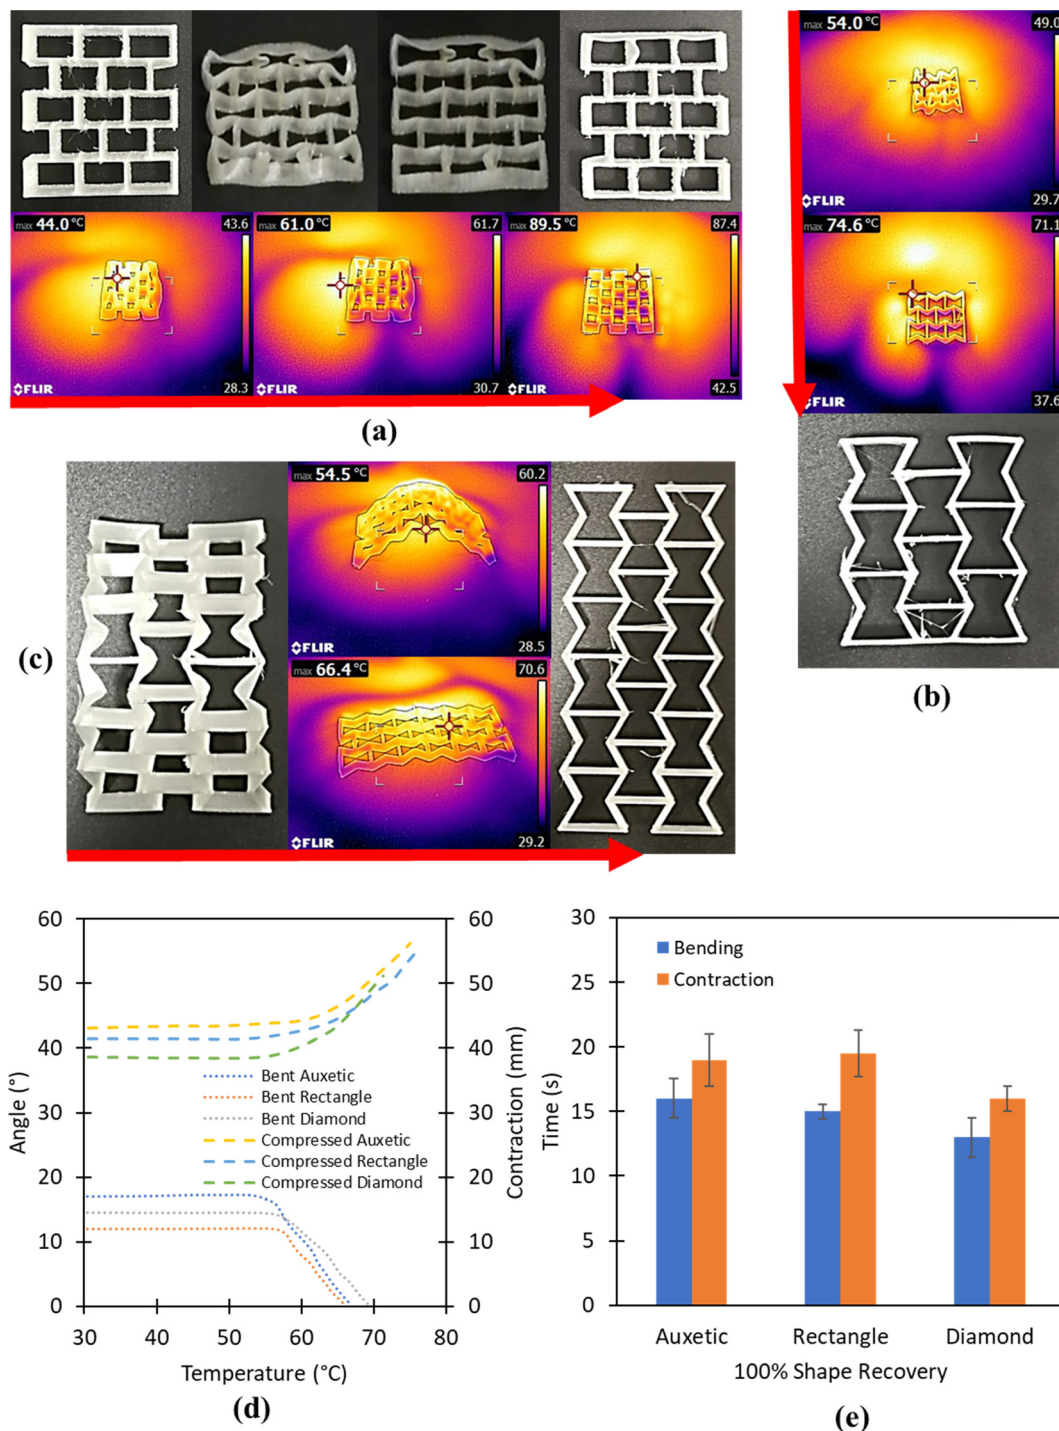 max 44.0 °C
43.6
28.3
FLIR
max 61.0 °C
61.7
30.7
FLIR
max 89.5 °C
87.4
42.5
FLIR
(a)
max 54.0 °C
49.0
29.7
max 74.6 °C
71.1
37.6
FLIR
(b)
(c)
max 54.5 °C
60.2
28.5
FLIR
max 66.4 °C
70.6
29.2
FLIR
60
50
40
30
20
10
0
Angle (°)
30 40 50 60 70 80
Temperature (°C)
60
50
40
30
20
10
0
Contraction (mm)
Bent Auxetic
Bent Rectangle
Bent Diamond
Compressed Auxetic
Compressed Rectangle
Compressed Diamond
(d)
30
25
20
15
10
5
0
Time (s)
Bending
Contraction
Auxetic Rectangle Diamond
100% Shape Recovery
(e)